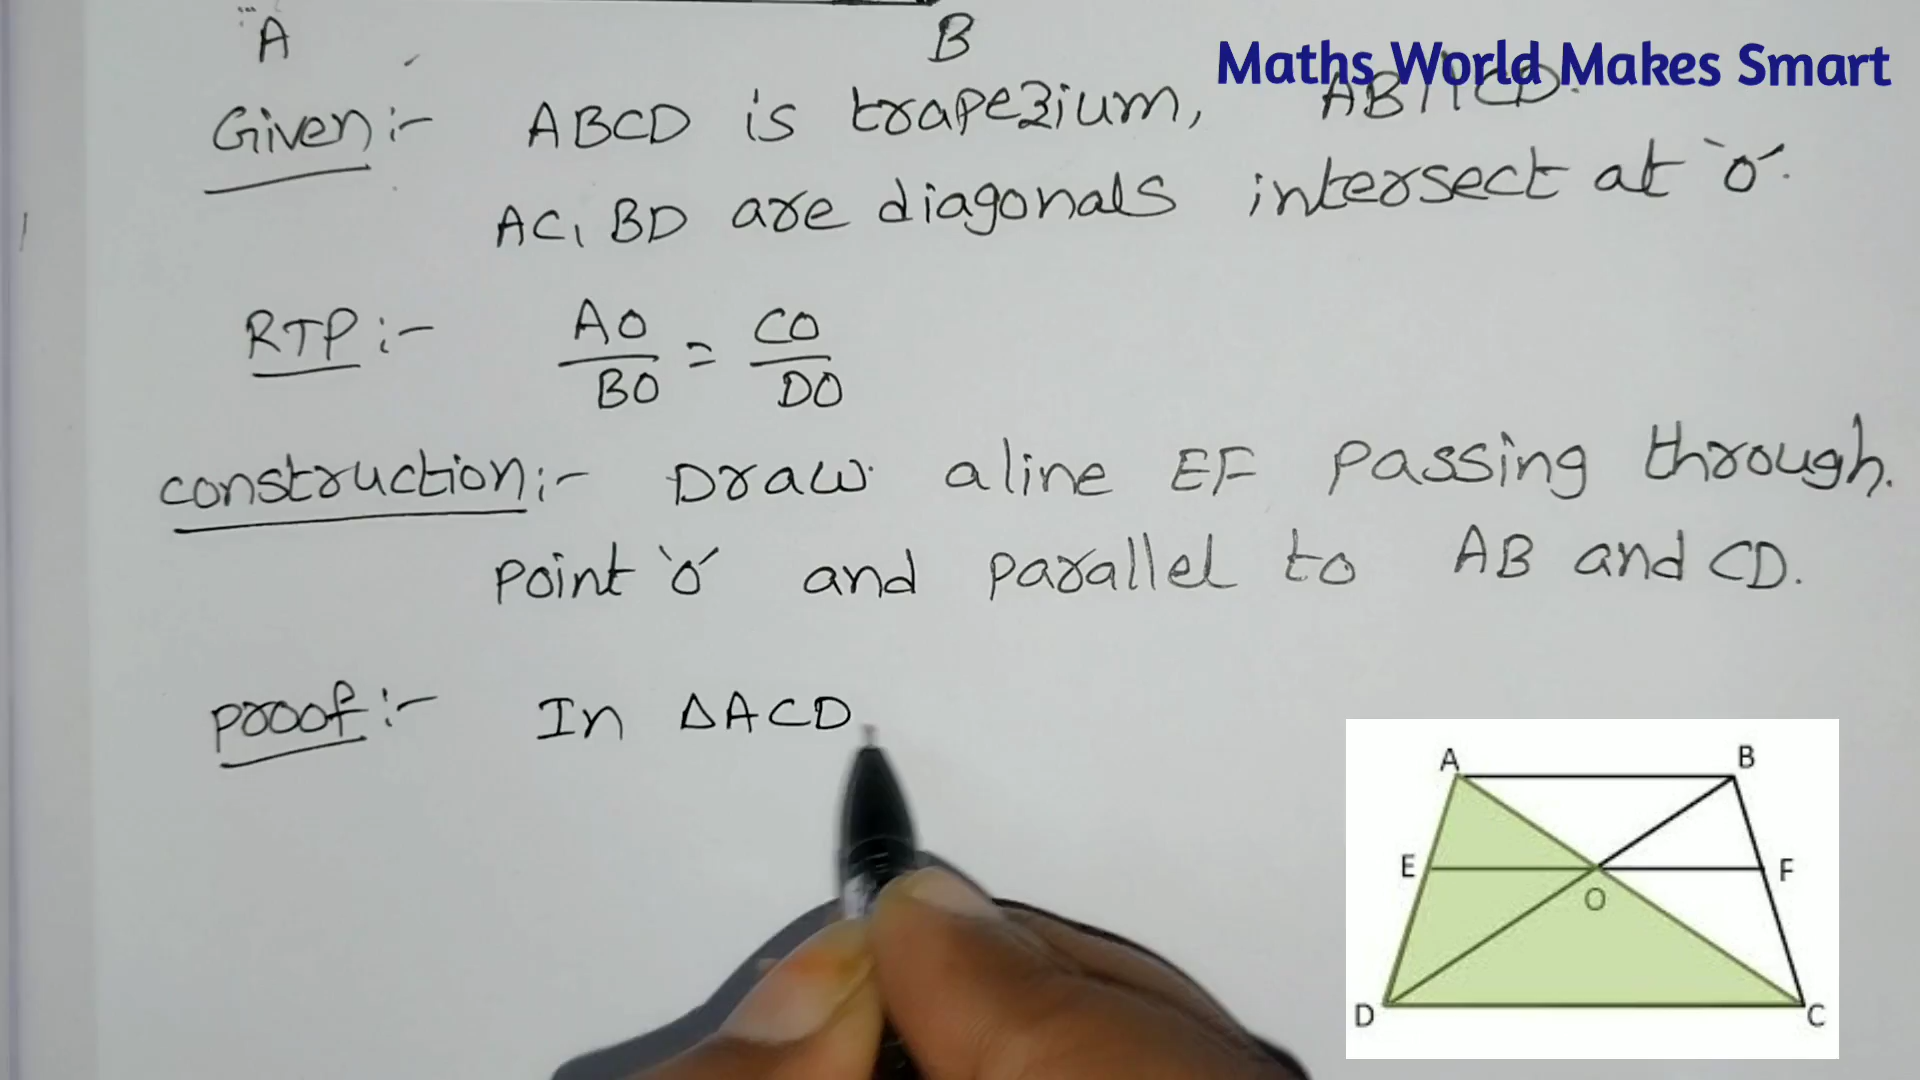 A B
Maths World Makes Smart
Given :- ABCD is trapezium, AB || CD.
AC, BD are diagonals intersect at 'O'.
RTP :- AO/BO = CO/DO
construction :- Draw a line EF passing through
point 'O' and parallel to AB and CD.
proof :- In ΔACD
A B
E F
O
D C